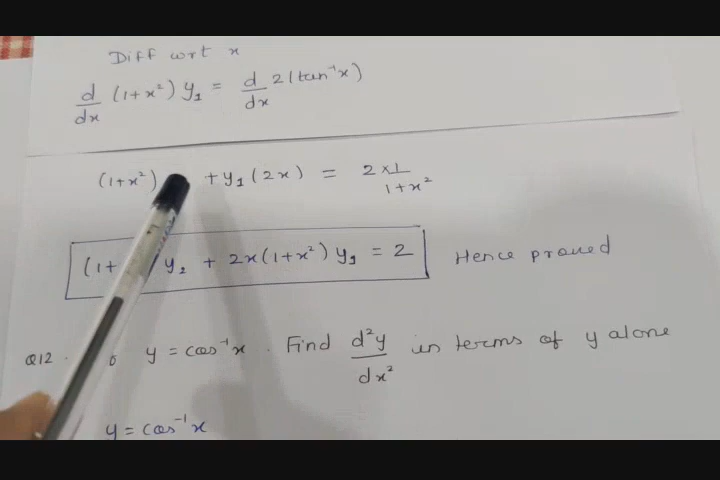 Diff wrt x
d/dx (1+x²) y₁ = d/dx 2(tan⁻¹x)
(1+x²) +y₁(2x) = 2×1/1+x²
(1+ y₂ + 2x(1+x²) y₁ = 2 Hence proved
Q12. y = cos⁻¹x. Find d²y/dx² in terms of y alone
y = cos⁻¹x